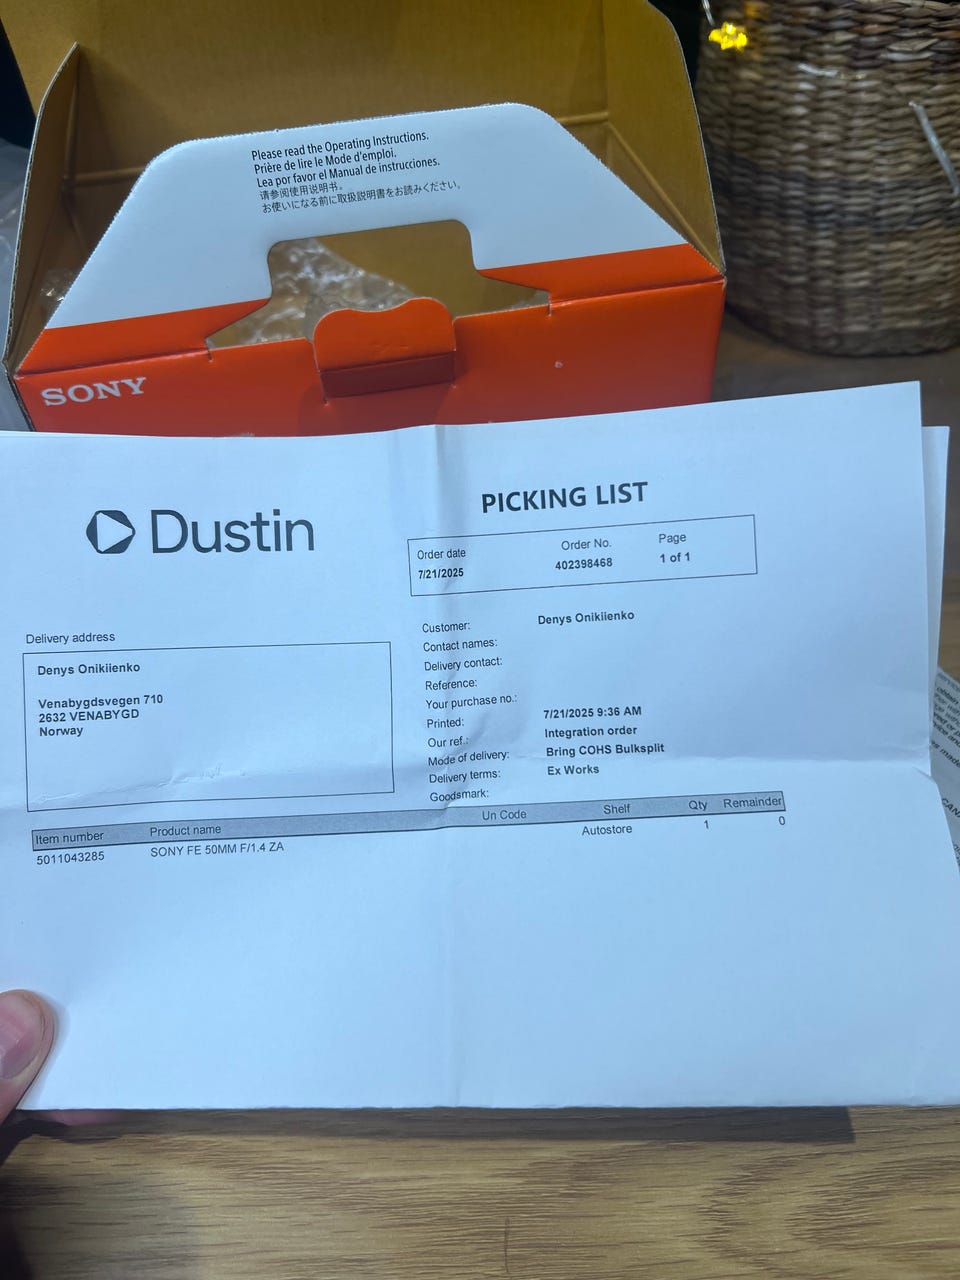 Please read the Operating Instructions.
Prière de lire le Mode d'emploi.
Lea por favor el Manual de instrucciones.
请参阅使用说明书。
お使いになる前に取扱説明書をお読みください。
SONY
Dustin
PICKING LIST
Order date Order No. Page
7/21/2025 402398468 1 of 1
Delivery address
Denys Onikiienko
Venabygdsvegen 710
2632 VENABYGD
Norway
Customer: Denys Onikiienko
Contact names:
Delivery contact:
Reference:
Your purchase no.:
Printed: 7/21/2025 9:36 AM
Our ref.: Integration order
Mode of delivery: Bring COHS Bulksplit
Delivery terms: Ex Works
Goodsmark:
Item number Product name Un Code Shelf Qty Remainder
5011043285 SONY FE 50MM F/1.4 ZA Autostore 1 0